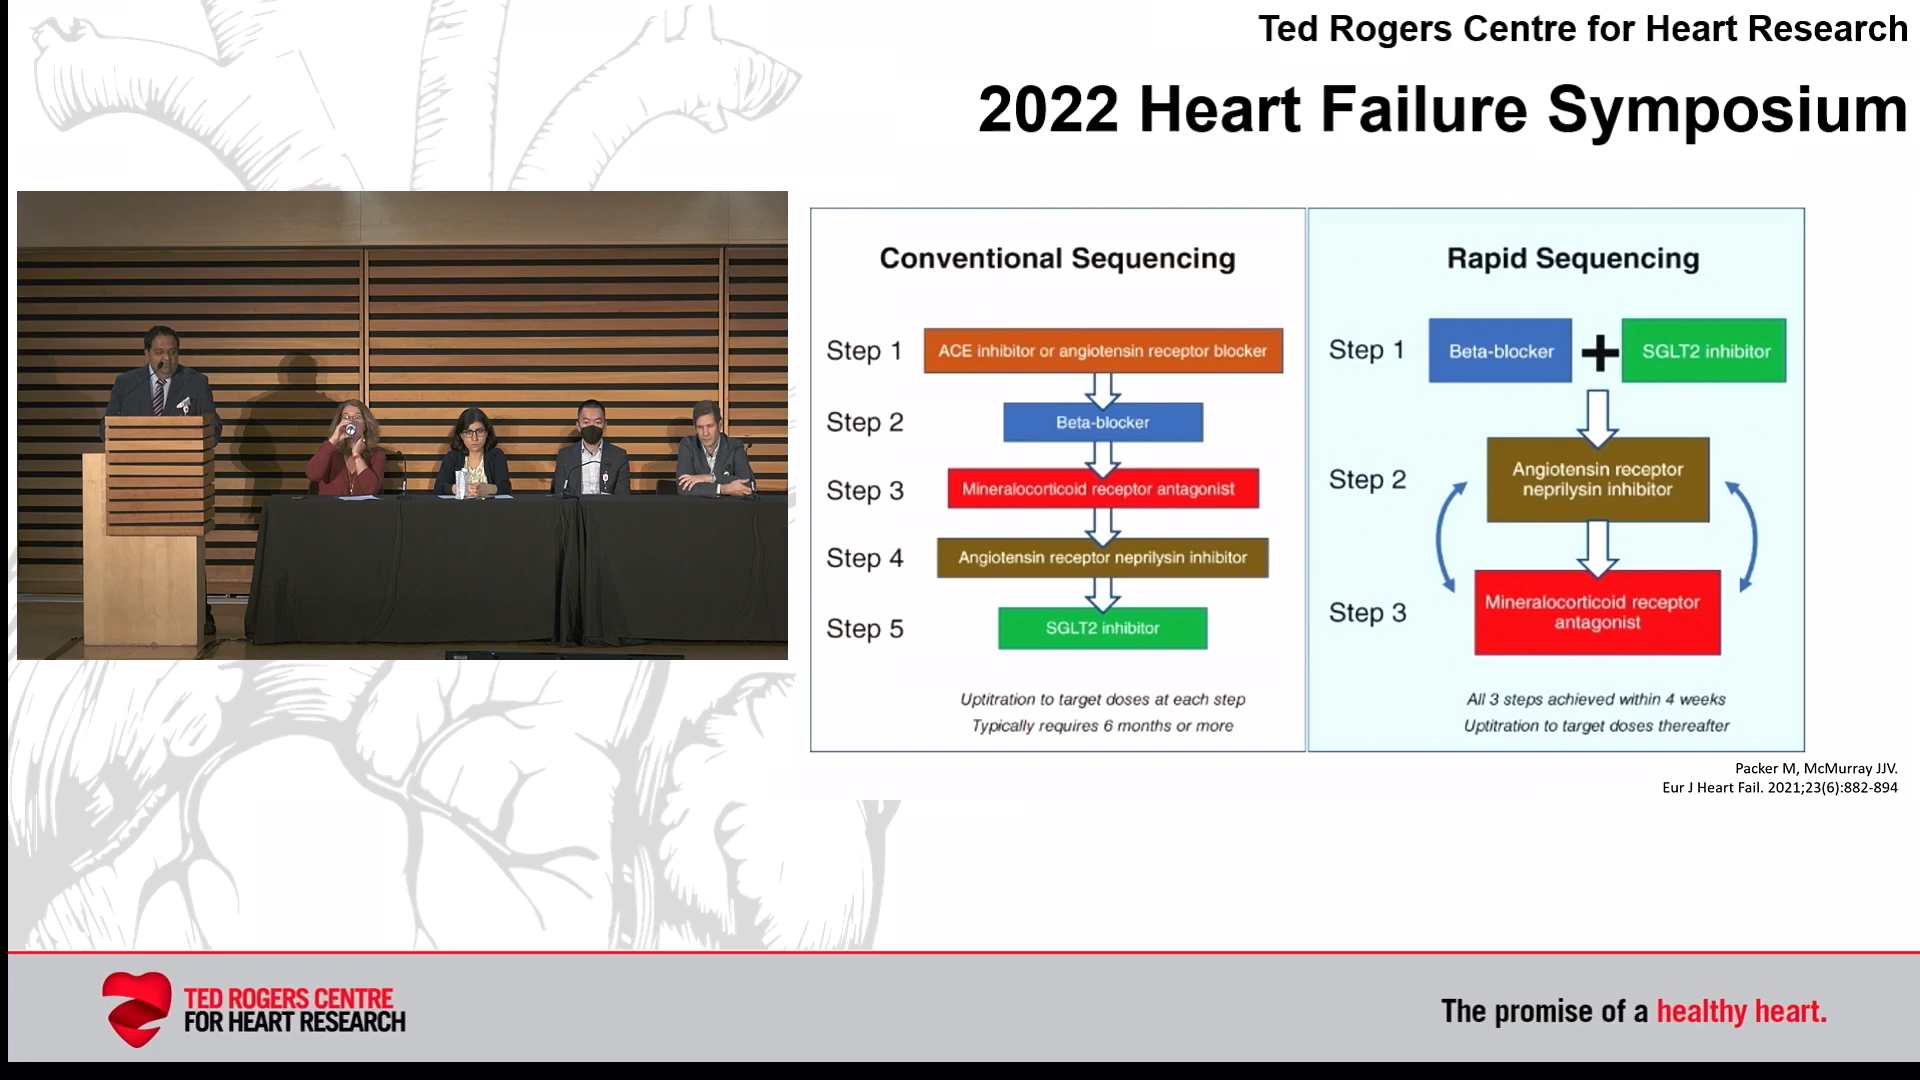 Ted Rogers Centre for Heart Research
2022 Heart Failure Symposium
Conventional Sequencing
Step 1
ACE inhibitor or angiotensin receptor blocker
Step 2
Beta-blocker
Step 3
Mineralocorticoid receptor antagonist
Step 4
Angiotensin receptor neprilysin inhibitor
Step 5
SGLT2 inhibitor
Uptitration to target doses at each step
Typically requires 6 months or more
Rapid Sequencing
Step 1
Beta-blocker + SGLT2 inhibitor
Step 2
Angiotensin receptor
neprilysin inhibitor
Step 3
Mineralocorticoid receptor
antagonist
All 3 steps achieved within 4 weeks
Uptitration to target doses thereafter
Packer M, McMurray JJV.
Eur J Heart Fail. 2021;23(6):882-894
TED ROGERS CENTRE
FOR HEART RESEARCH
The promise of a healthy heart.